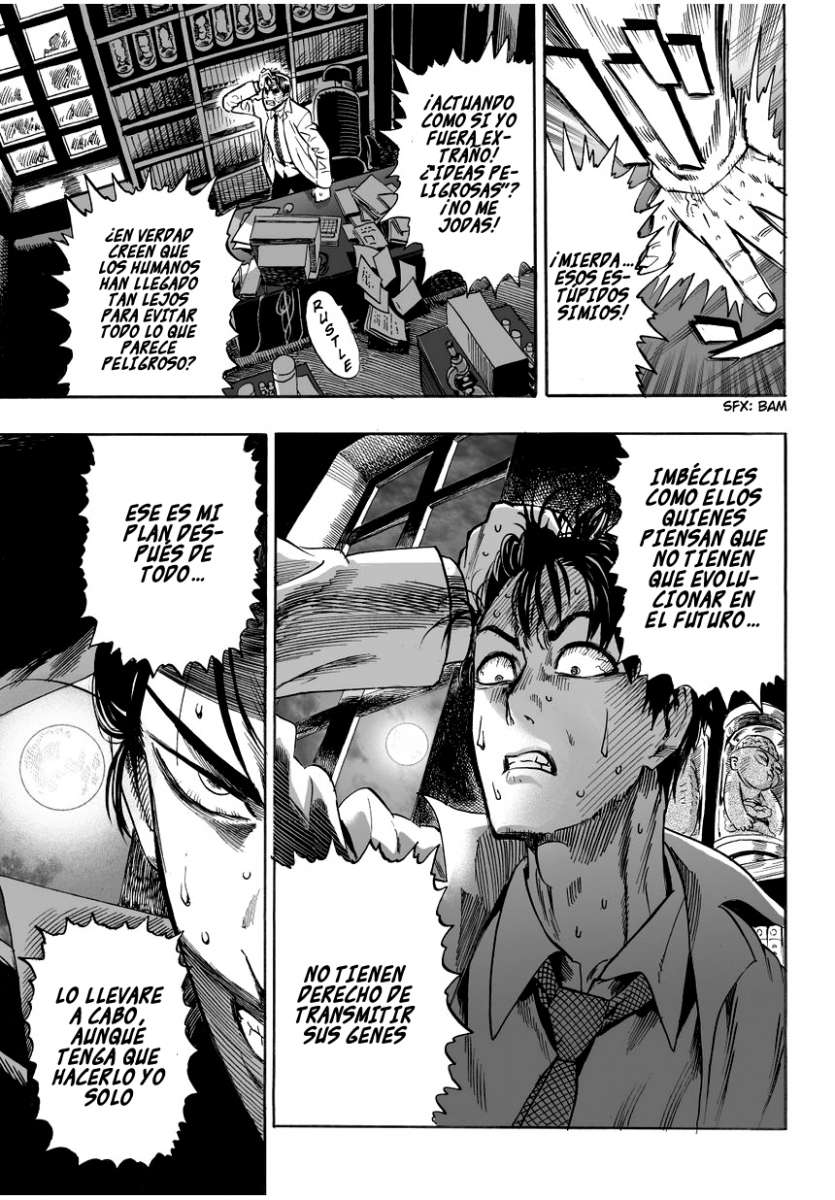 ¡MIERDA...
ESOS ES-
TÚPIDOS
SIMIOS!
SFX: BAM
¡ACTUANDO
COMO SI YO
FUERA EX-
TRAÑO!
¿"IDEAS PE-
LIGROSAS"?
¡NO ME
JODAS!
RUSTLE
¿EN VERDAD
CREEN QUE
LOS HUMANOS
HAN LLEGADO
TAN LEJOS
PARA EVITAR
TODO LO QUE
PARECE
PELIGROSO?
IMBÉCILES
COMO ELLOS
QUIENES
PIENSAN QUE
NO TIENEN
QUE EVOLU-
CIONAR EN
EL FUTURO...
NO TIENEN
DERECHO DE
TRANSMITIR
SUS GENES
ESE ES MI
PLAN DES-
PUÉS DE
TODO...
LO LLEVARE
A CABO,
AUNQUE
TENGA QUE
HACERLO YO
SOLO